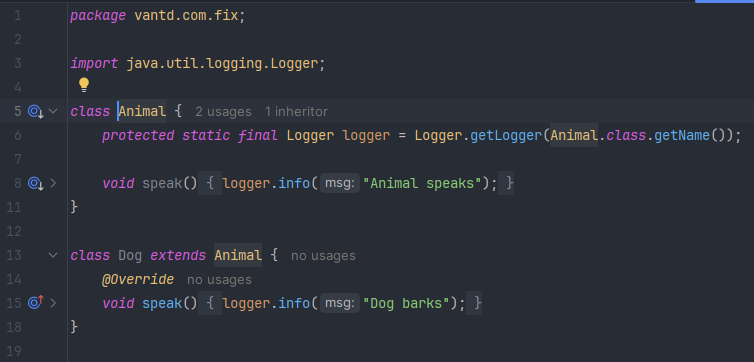 1 package vantd.com.fix;
2
3 import java.util.logging.Logger;
4
5 class Animal { 2 usages 1 inheritor
6 protected static final Logger logger = Logger.getLogger(Animal.class.getName());
7
8 void speak() { logger.info( msg: "Animal speaks"); }
11 }
12
13 class Dog extends Animal { no usages
14 @Override no usages
15 void speak() { logger.info( msg: "Dog barks"); }
18 }
19